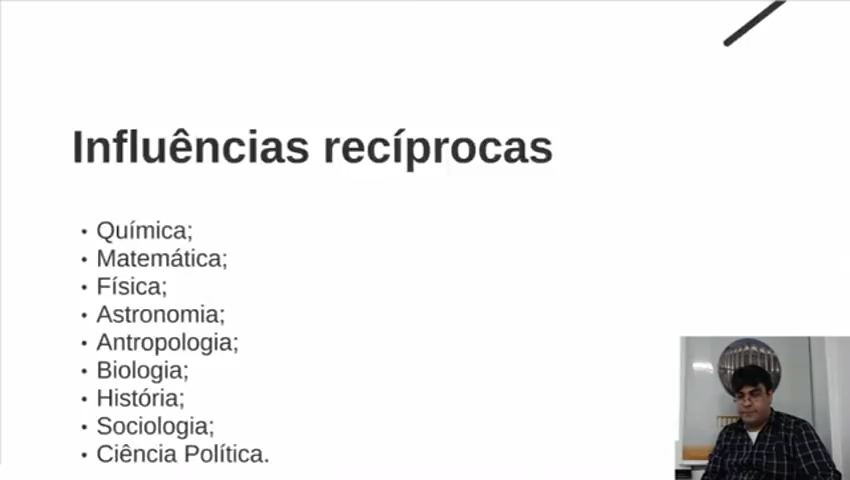 Influências recíprocas
• Química;
• Matemática;
• Física;
• Astronomia;
• Antropologia;
• Biologia;
• História;
• Sociologia;
• Ciência Política.